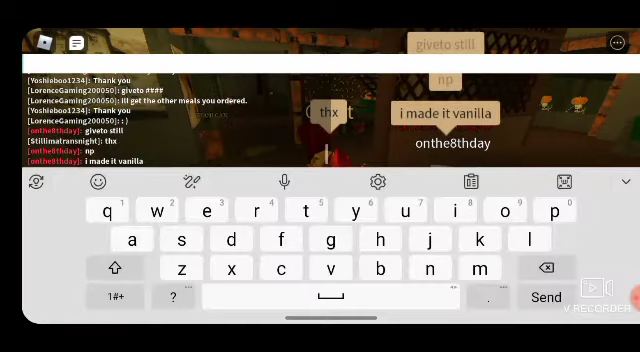 giveto still
np
thx
i made it vanilla
onthe8thday
[Yoshieboo1234]: Thank you
[LorenceGaming200050]: giveto ####
[LorenceGaming200050]: ill get the other meals you ordered.
[Yoshieboo1234]: Thank you
[LorenceGaming200050]: : )
[onthe8thday]: giveto still
[$tillimatransnight]: thx
[onthe8thday]: np
[onthe8thday]: i made it vanilla
q 1 w 2 e 3 r 4 t 5 y 6 u 7 i 8 o 9 p 0
a s d f g h j k l
z x c v b n m
1#+ ? . Send
V RECORDER